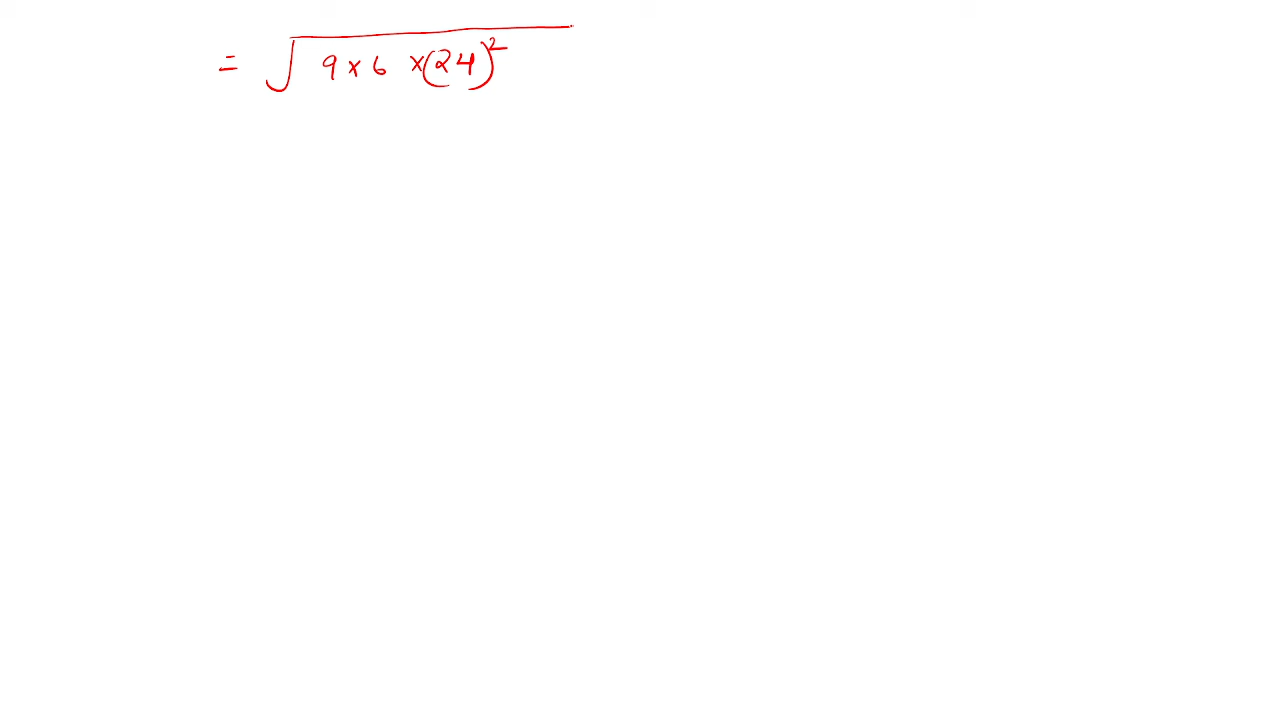 = √9×6 ×(24)²